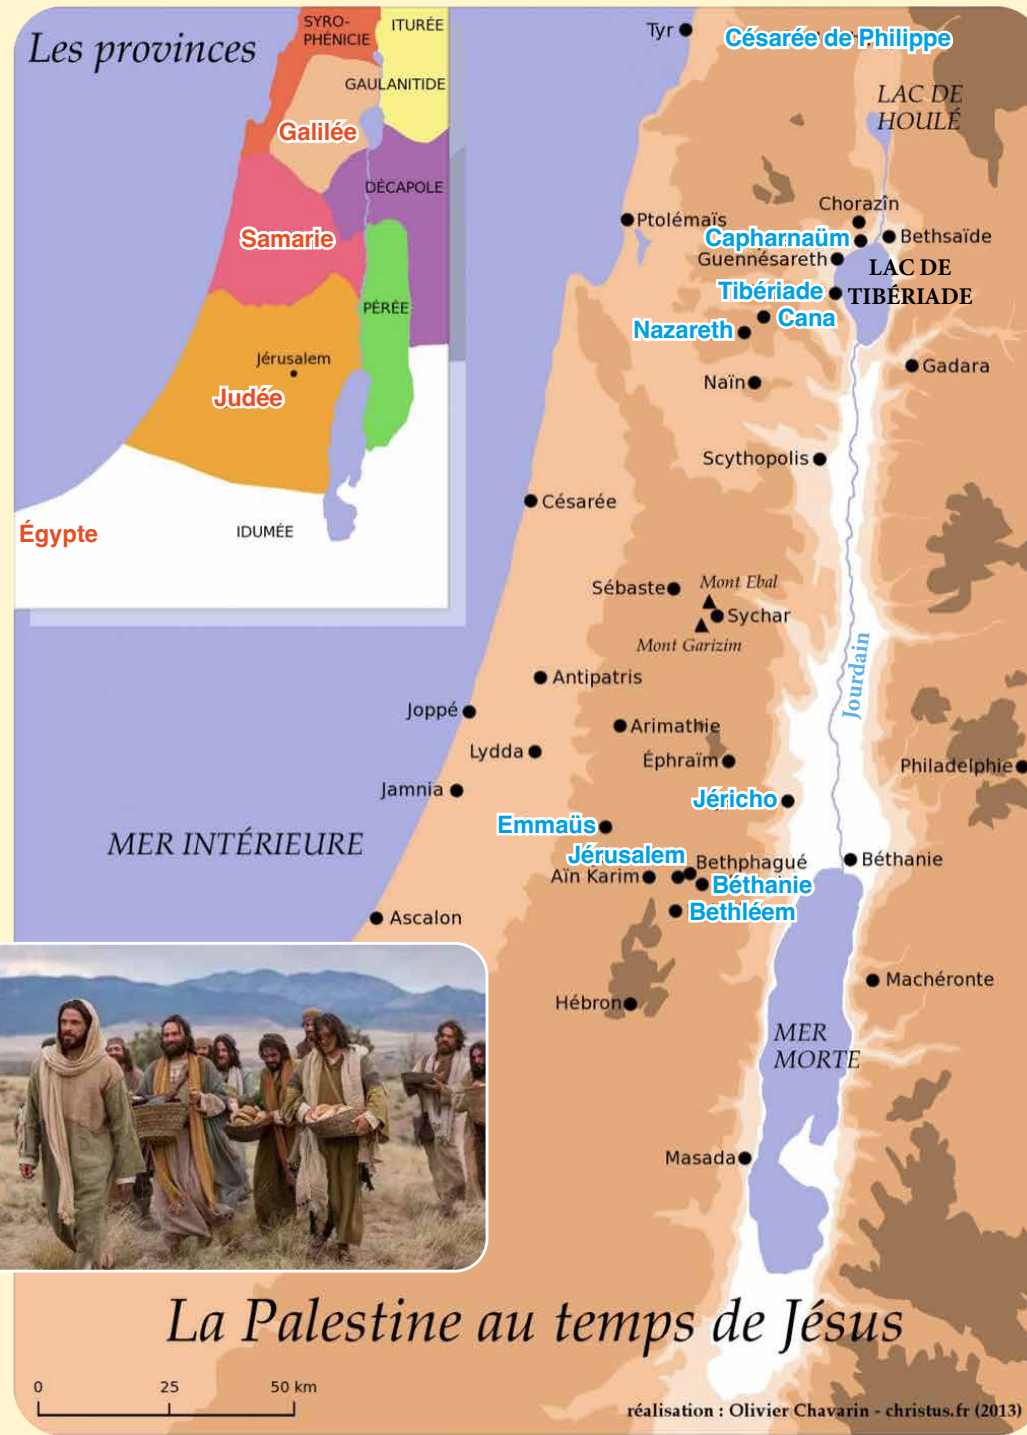 Les provinces
SYRO-
PHÉNICIE
ITURÉE
GAULANITIDE
Galilée
DÉCAPOLE
Samarie
PÉRÉE
Jérusalem
Judée
Égypte
IDUMÉE
Tyr
Césarée de Philippe
LAC DE
HOULÉ
Chorazîn
Ptolémaïs
Capharnaüm
Bethsaïde
Guennésareth
LAC DE
TIBÉRIADE
Tibériade
Cana
Nazareth
Gadara
Naïn
Scythopolis
Césarée
Sébaste
Mont Ebal
Sychar
Mont Garizim
Jourdain
Antipatris
Joppé
Arimathie
Lydda
Éphraïm
Philadelphie
Jamnia
Jéricho
Emmaüs
MER INTÉRIEURE
Jérusalem
Bethphagué
Béthanie
Aïn Karim
Béthanie
Bethléem
Ascalon
Machéronte
Hébron
MER
MORTE
Masada
La Palestine au temps de Jésus
0 25 50 km
réalisation : Olivier Chavarin - christus.fr (2013)